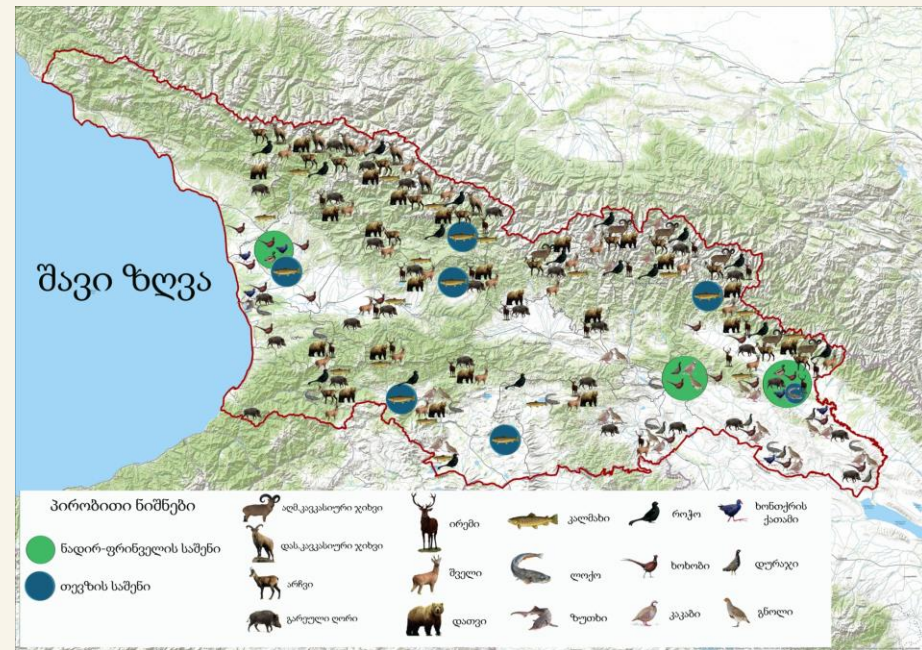 შავი ზღვა
პირობითი ნიშნები
ნადირ-ფრინველის საშენი
თევზის საშენი
აღმ.კავკასიური ჯიხვი
დას.კავკასიური ჯიხვი
არჩვი
გარეული ღორი
ირემი
შველი
დათვი
კალმახი
ლოქო
ზუთხი
როჭო
ხოხობი
კაკაბი
ხონთქრის
ქათამი
დურაჯი
გნოლი